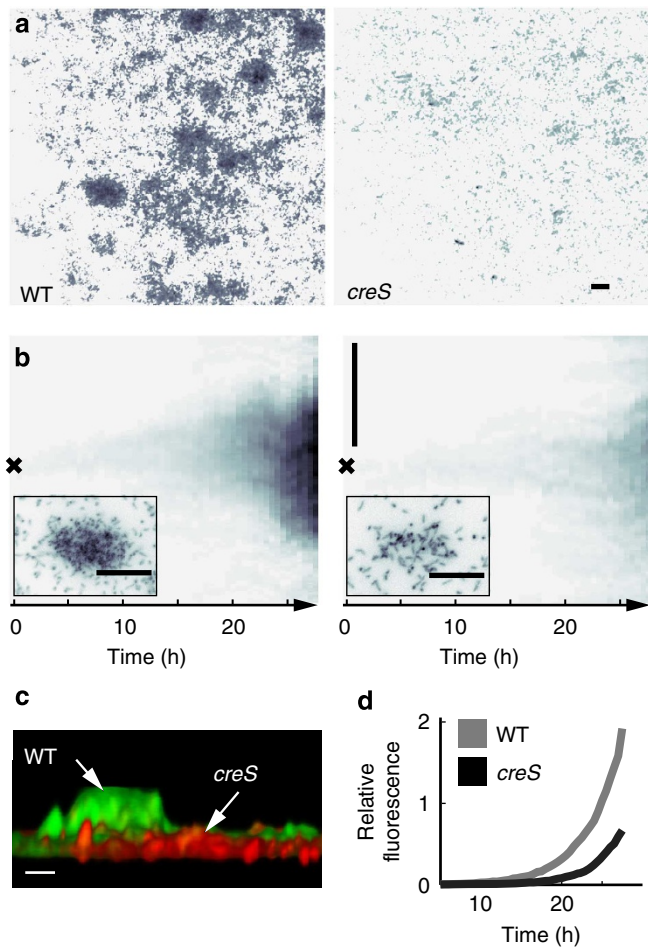 a
WT
creS
b
0
10
20
Time (h)
0
10
20
Time (h)
c
WT
creS
d
2
1
0
WT
creS
Relative
fluorescence
10
20
Time (h)